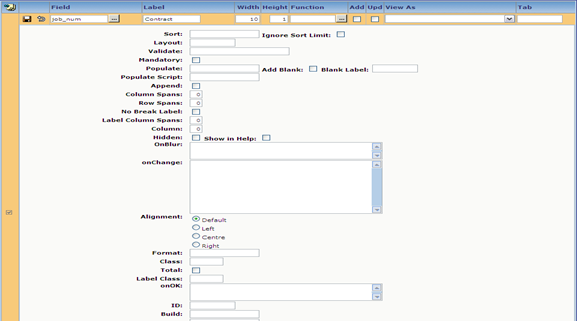 Field Label Width Height Function Add Upd View As Tab
job_num ... Contract 10 1 ...
Sort: Ignore Sort Limit:
Layout:
Validate:
Mandatory:
Populate: Add Blank: Blank Label:
Populate Script:
Append:
Column Spans: 0
Row Spans: 0
No Break Label:
Label Column Spans: 0
Column: 0
Hidden: Show in Help:
OnBlur:
onChange:
Alignment: Default
Left
Centre
Right
Format:
Class:
Total:
Label Class:
onOK:
ID:
Build: